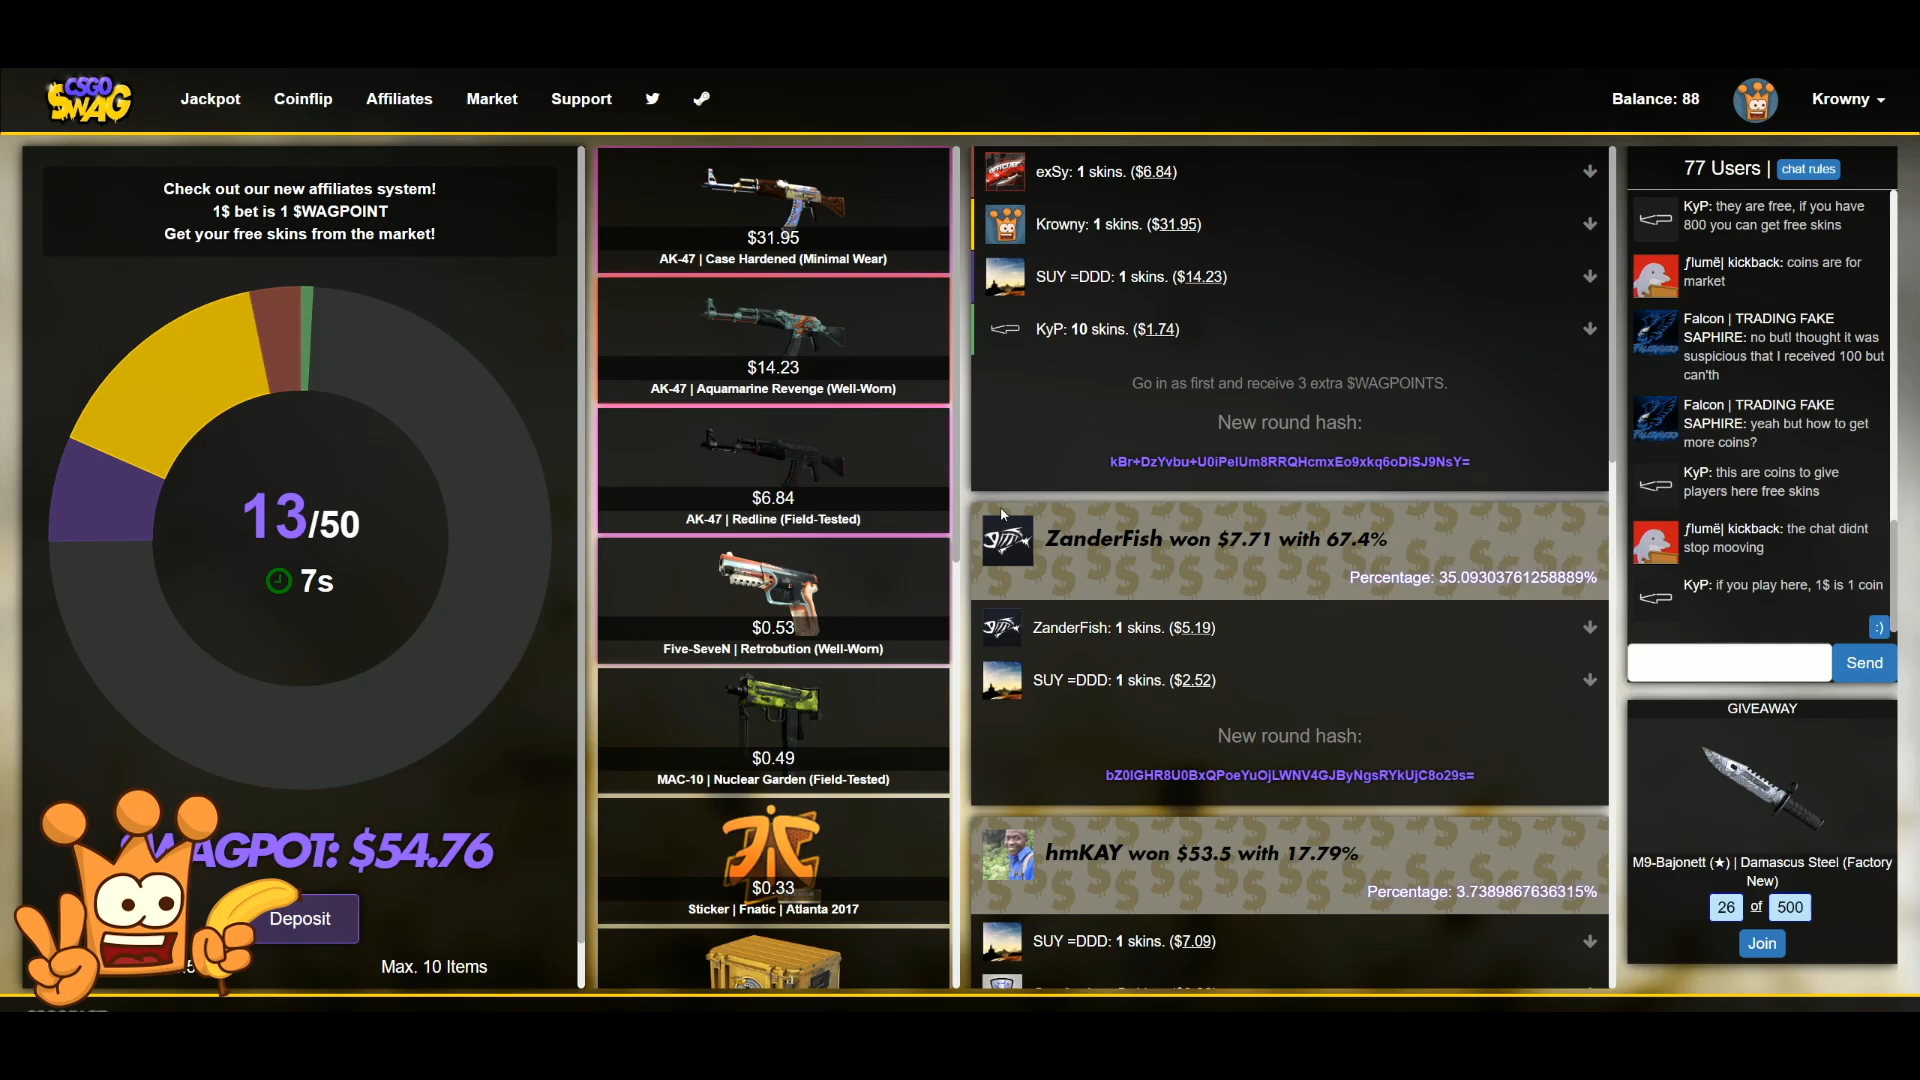 CSGO
$WAG
Jackpot
Coinflip
Affiliates
Market
Support
Balance: 88
Krowny
Check out our new affiliates system!
1$ bet is 1 $WAGPOINT
Get your free skins from the market!
13/50
7s
WAGPOT: $54.76
Deposit
Max. 10 Items
$31.95
AK-47 | Case Hardened (Minimal Wear)
$14.23
AK-47 | Aquamarine Revenge (Well-Worn)
$6.84
AK-47 | Redline (Field-Tested)
$0.53
Five-SeveN | Retrobution (Well-Worn)
$0.49
MAC-10 | Nuclear Garden (Field-Tested)
$0.33
Sticker | Fnatic | Atlanta 2017
exSy: 1 skins. ($6.84)
Krowny: 1 skins. ($31.95)
SUY =DDD: 1 skins. ($14.23)
KyP: 10 skins. ($1.74)
Go in as first and receive 3 extra $WAGPOINTS.
New round hash:
kBr+DzYvbu+U0iPelUm8RRQHcmxEo9xkq6oDiSJ9NsY=
ZanderFish won $7.71 with 67.4%
Percentage: 35.09303761258889%
ZanderFish: 1 skins. ($5.19)
SUY =DDD: 1 skins. ($2.52)
New round hash:
bZ0IGHR8U0BxQPoeYuOjLWNV4GJByNgsRYkUjC8o29s=
hmKAY won $53.5 with 17.79%
Percentage: 3.7389867636315%
SUY =DDD: 1 skins. ($7.09)
77 Users | chat rules
KyP: they are free, if you have
800 you can get free skins
ƒlumë| kickback: coins are for
market
Falcon | TRADING FAKE
SAPHIRE: no butI thought it was
suspicious that I received 100 but
can'th
Falcon | TRADING FAKE
SAPHIRE: yeah but how to get
more coins?
KyP: this are coins to give
players here free skins
ƒlumë| kickback: the chat didnt
stop mooving
KyP: if you play here, 1$ is 1 coin
:)
Send
GIVEAWAY
M9-Bajonett (★) | Damascus Steel (Factory
New)
26 of 500
Join